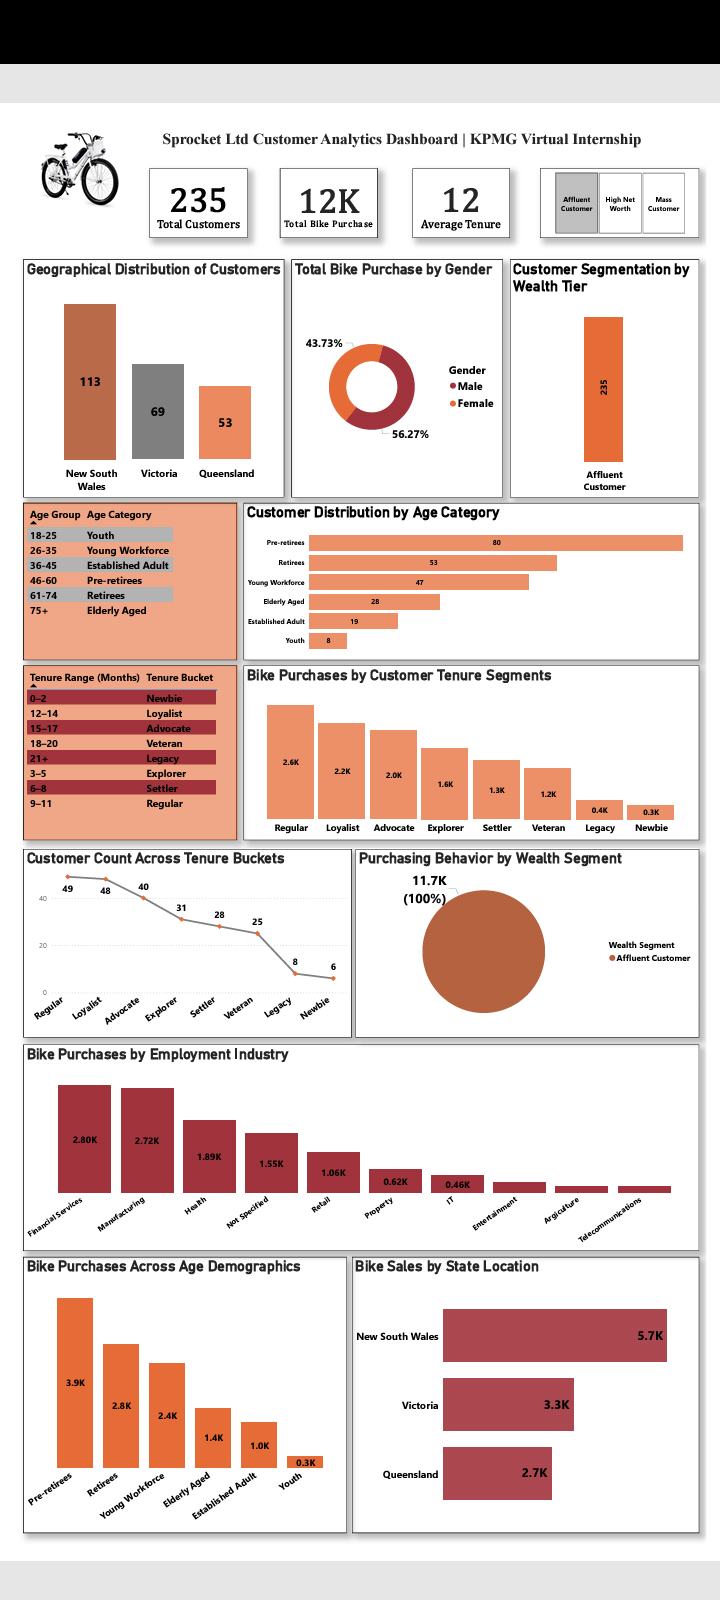 Sprocket Ltd Customer Analytics Dashboard | KPMG Virtual Internship
235
Total Customers
12K
Total Bike Purchase
12
Average Tenure
Affluent
Customer
High Net
Worth
Mass
Customer
Geographical Distribution of Customers
113
69
53
New South
Wales
Victoria
Queensland
Total Bike Purchase by Gender
43.73%
56.27%
Gender
Male
Female
Customer Segmentation by
Wealth Tier
235
Affluent
Customer
Age Group Age Category
18-25 Youth
26-35 Young Workforce
36-45 Established Adult
46-60 Pre-retirees
61-74 Retirees
75+ Elderly Aged
Customer Distribution by Age Category
Pre-retirees 80
Retirees 53
Young Workforce 47
Elderly Aged 28
Established Adult 19
Youth 8
Tenure Range (Months) Tenure Bucket
0–2 Newbie
12–14 Loyalist
15–17 Advocate
18–20 Veteran
21+ Legacy
3–5 Explorer
6–8 Settler
9–11 Regular
Bike Purchases by Customer Tenure Segments
2.6K 2.2K 2.0K 1.6K 1.3K 1.2K 0.4K 0.3K
Regular Loyalist Advocate Explorer Settler Veteran Legacy Newbie
Customer Count Across Tenure Buckets
40
20
0
49 48 40 31 28 25 8 6
Regular Loyalist Advocate Explorer Settler Veteran Legacy Newbie
Purchasing Behavior by Wealth Segment
11.7K
(100%)
Wealth Segment
Affluent Customer
Bike Purchases by Employment Industry
2.80K 2.72K 1.89K 1.55K 1.06K 0.62K 0.46K
Financial Services Manufacturing Health Not Specified Retail Property IT Entertainment Argiculture Telecommunications
Bike Purchases Across Age Demographics
3.9K 2.8K 2.4K 1.4K 1.0K 0.3K
Pre-retirees Retirees Young Workforce Elderly Aged Established Adult Youth
Bike Sales by State Location
New South Wales 5.7K
Victoria 3.3K
Queensland 2.7K